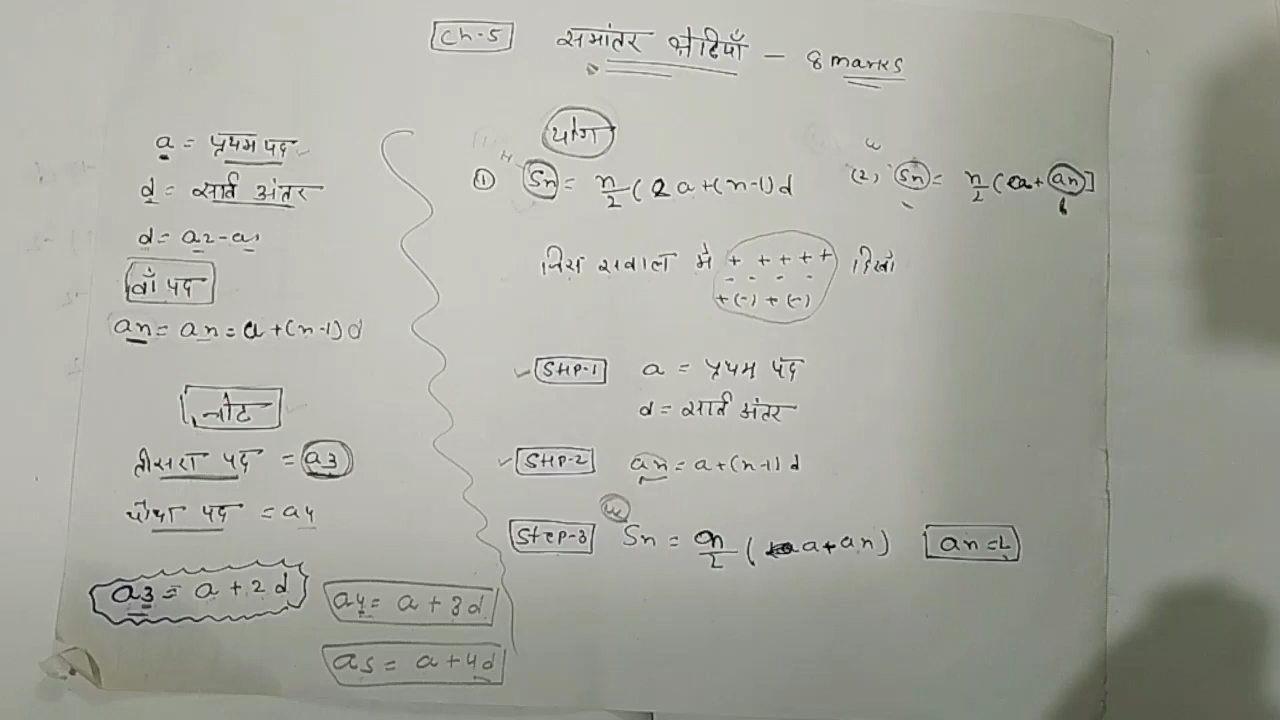 ch-5 समांतर श्रेढियाँ - 8 marks
a = प्रथम पद
d = सार्व अंतर
d = a2-a1
वाँ पद
an = an = a+(n-1)d
नोट
तीसरा पद = a3
चौथा पद = a4
a3 = a + 2d
a4 = a + 3d
a5 = a + 4d
योग
① Sn = n/2 (2a+(n-1)d
(2) Sn = n/2 (a + an]
जिस सवाल में + + + + + दिखे
- - - -
+(-) + (-)
Step-1 a = प्रथम पद
d = सार्व अंतर
Step-2 an = a+(n-1)d
Step-3 Sn = n/2 (a+an) an=L